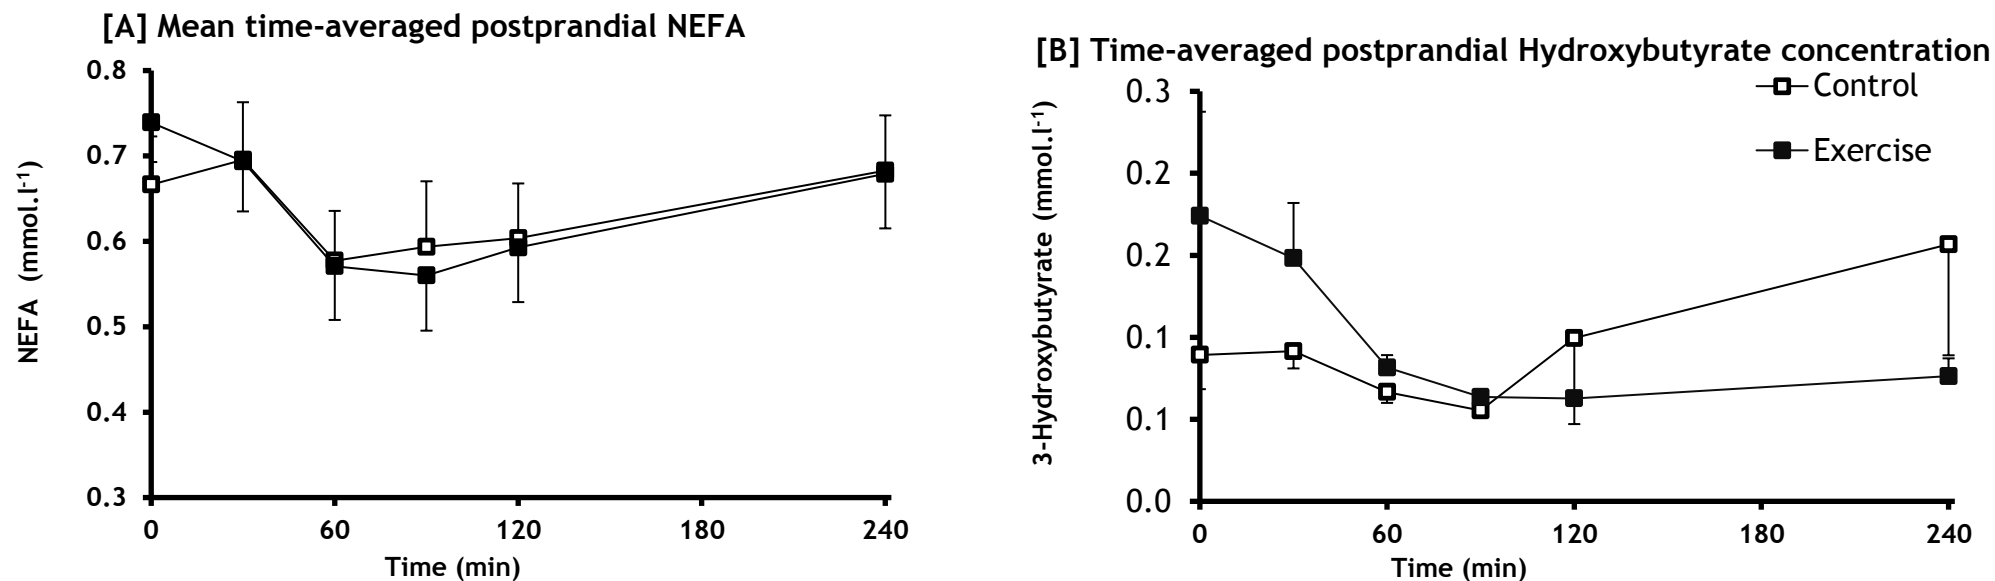 [A] Mean time-averaged postprandial NEFA
NEFA (mmol.l⁻¹)
0.8
0.7
0.6
0.5
0.4
0.3
0 60 120 180 240
Time (min)
[B] Time-averaged postprandial Hydroxybutyrate concentration
Control
Exercise
3-Hydroxybutyrate (mmol.l⁻¹)
0.3
0.2
0.2
0.1
0.1
0.0
0 60 120 180 240
Time (min)